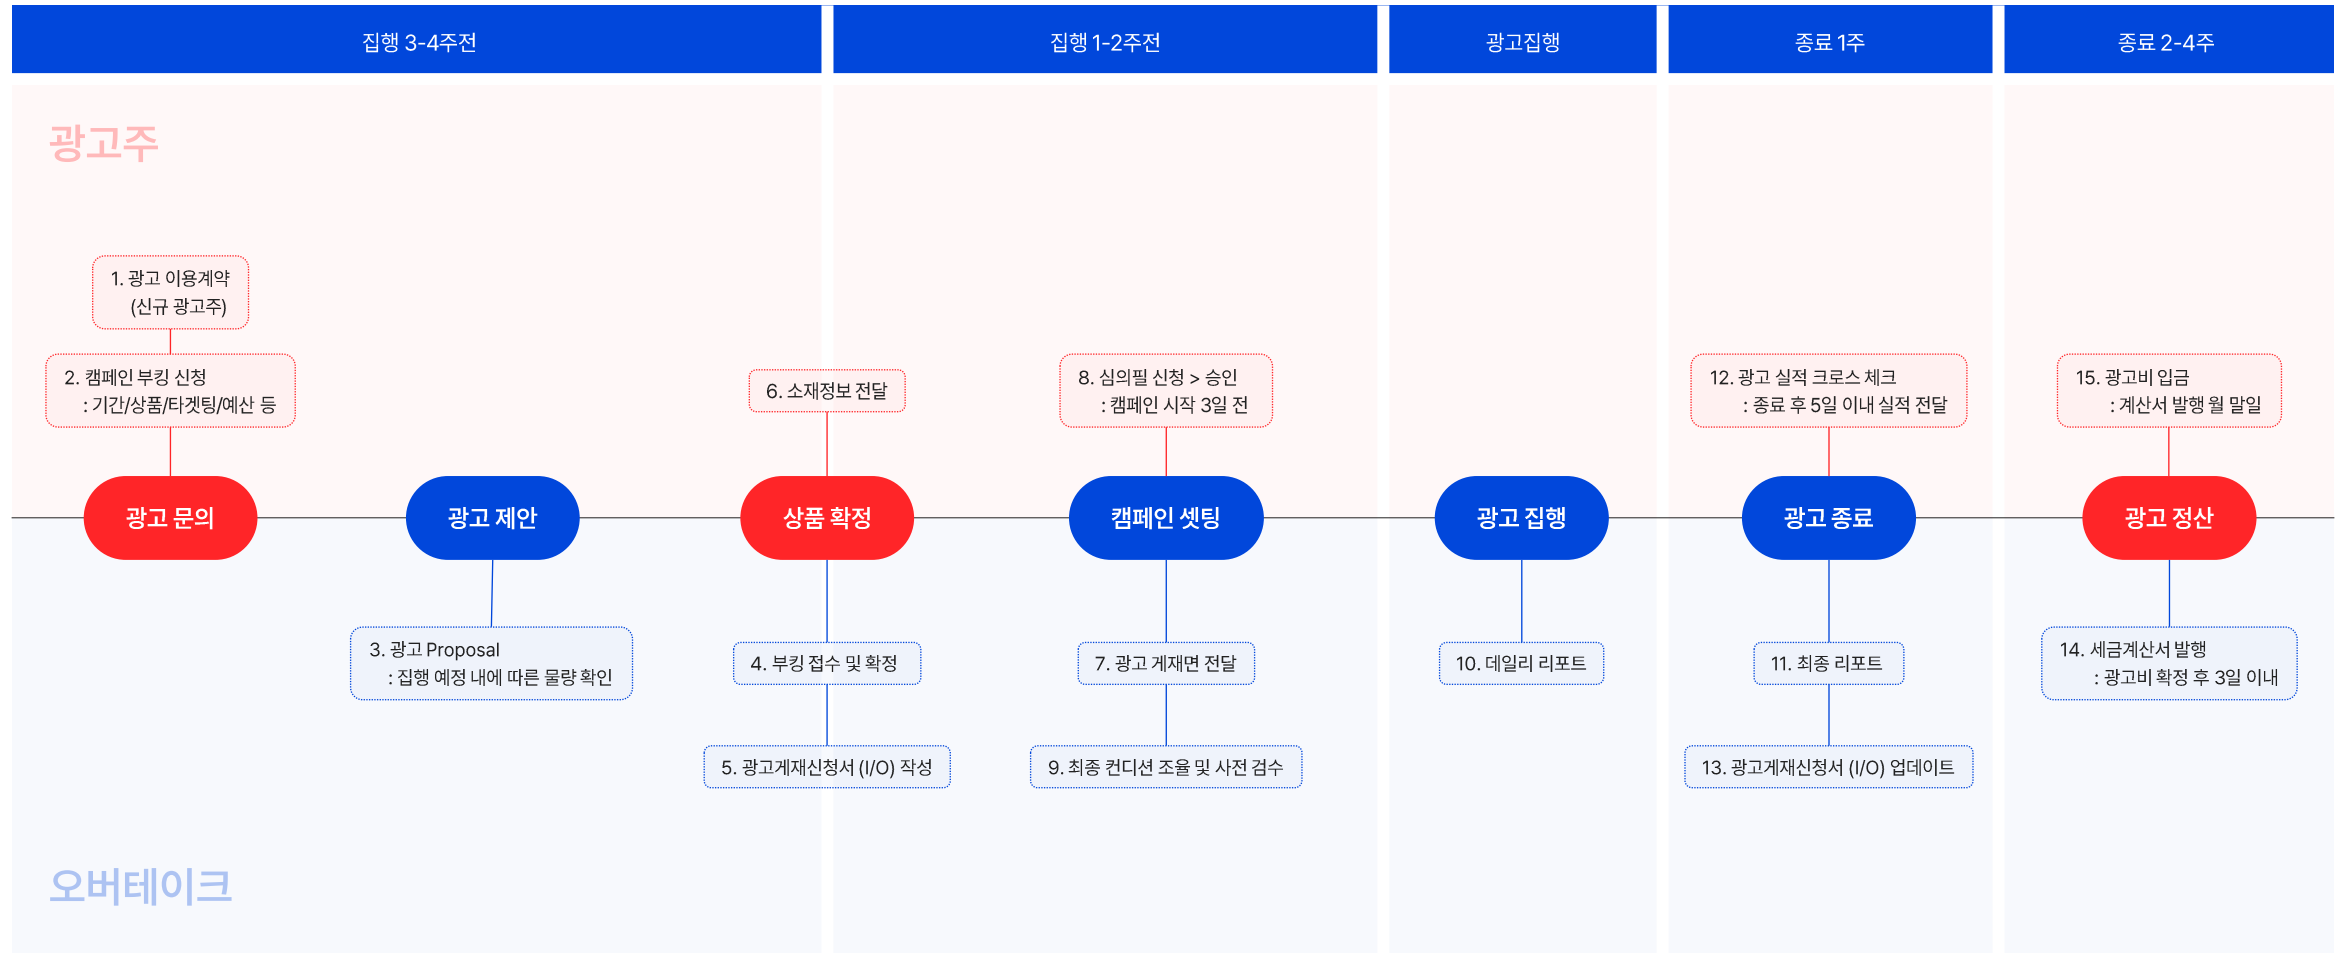 집행 3-4주전
집행 1-2주전
광고집행
종료 1주
종료 2-4주
광고주
1. 광고 이용계약
(신규 광고주)
2. 캠페인 부킹 신청
: 기간/상품/타겟팅/예산 등
6. 소재정보 전달
8. 심의필 신청 > 승인
: 캠페인 시작 3일 전
12. 광고 실적 크로스 체크
: 종료 후 5일 이내 실적 전달
15. 광고비 입금
: 계산서 발행 월 말일
광고 문의
광고 제안
상품 확정
캠페인 셋팅
광고 집행
광고 종료
광고 정산
3. 광고 Proposal
: 집행 예정 내에 따른 물량 확인
4. 부킹 접수 및 확정
7. 광고 게재면 전달
10. 데일리 리포트
11. 최종 리포트
14. 세금계산서 발행
: 광고비 확정 후 3일 이내
5. 광고게재신청서 (I/O) 작성
9. 최종 컨디션 조율 및 사전 검수
13. 광고게재신청서 (I/O) 업데이트
오버테이크